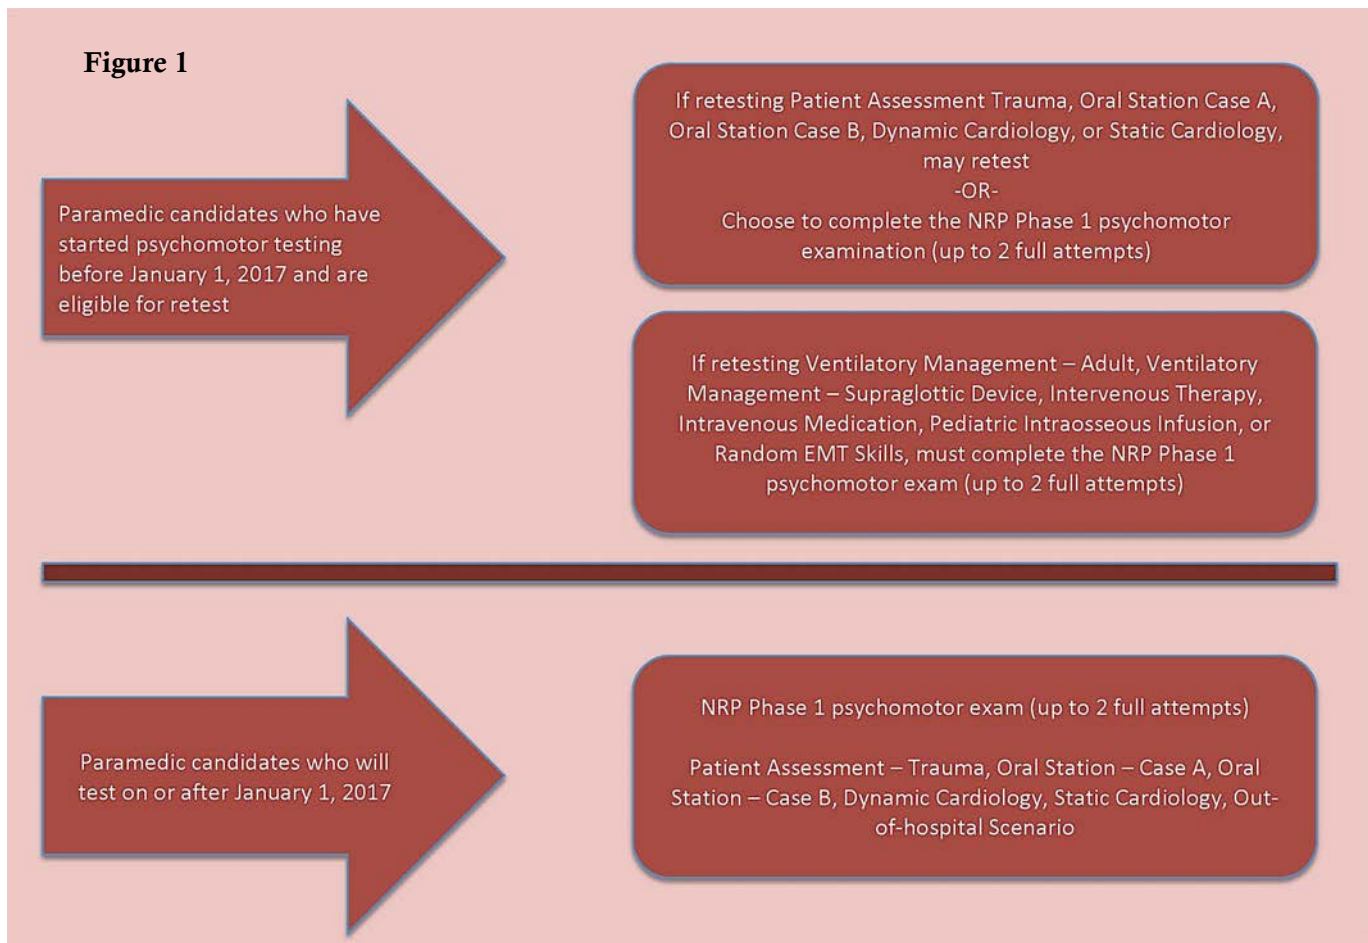 Figure 1
Paramedic candidates who have
started psychomotor testing
before January 1, 2017 and are
eligible for retest
If retesting Patient Assessment Trauma, Oral Station Case A,
Oral Station Case B, Dynamic Cardiology, or Static Cardiology,
may retest
-OR-
Choose to complete the NRP Phase 1 psychomotor
examination (up to 2 full attempts)
If retesting Ventilatory Management – Adult, Ventilatory
Management – Supraglottic Device, Intervenous Therapy,
Intravenous Medication, Pediatric Intraosseous Infusion, or
Random EMT Skills, must complete the NRP Phase 1
psychomotor exam (up to 2 full attempts)
Paramedic candidates who will
test on or after January 1, 2017
NRP Phase 1 psychomotor exam (up to 2 full attempts)
Patient Assessment – Trauma, Oral Station – Case A, Oral
Station – Case B, Dynamic Cardiology, Static Cardiology, Out-
of-hospital Scenario